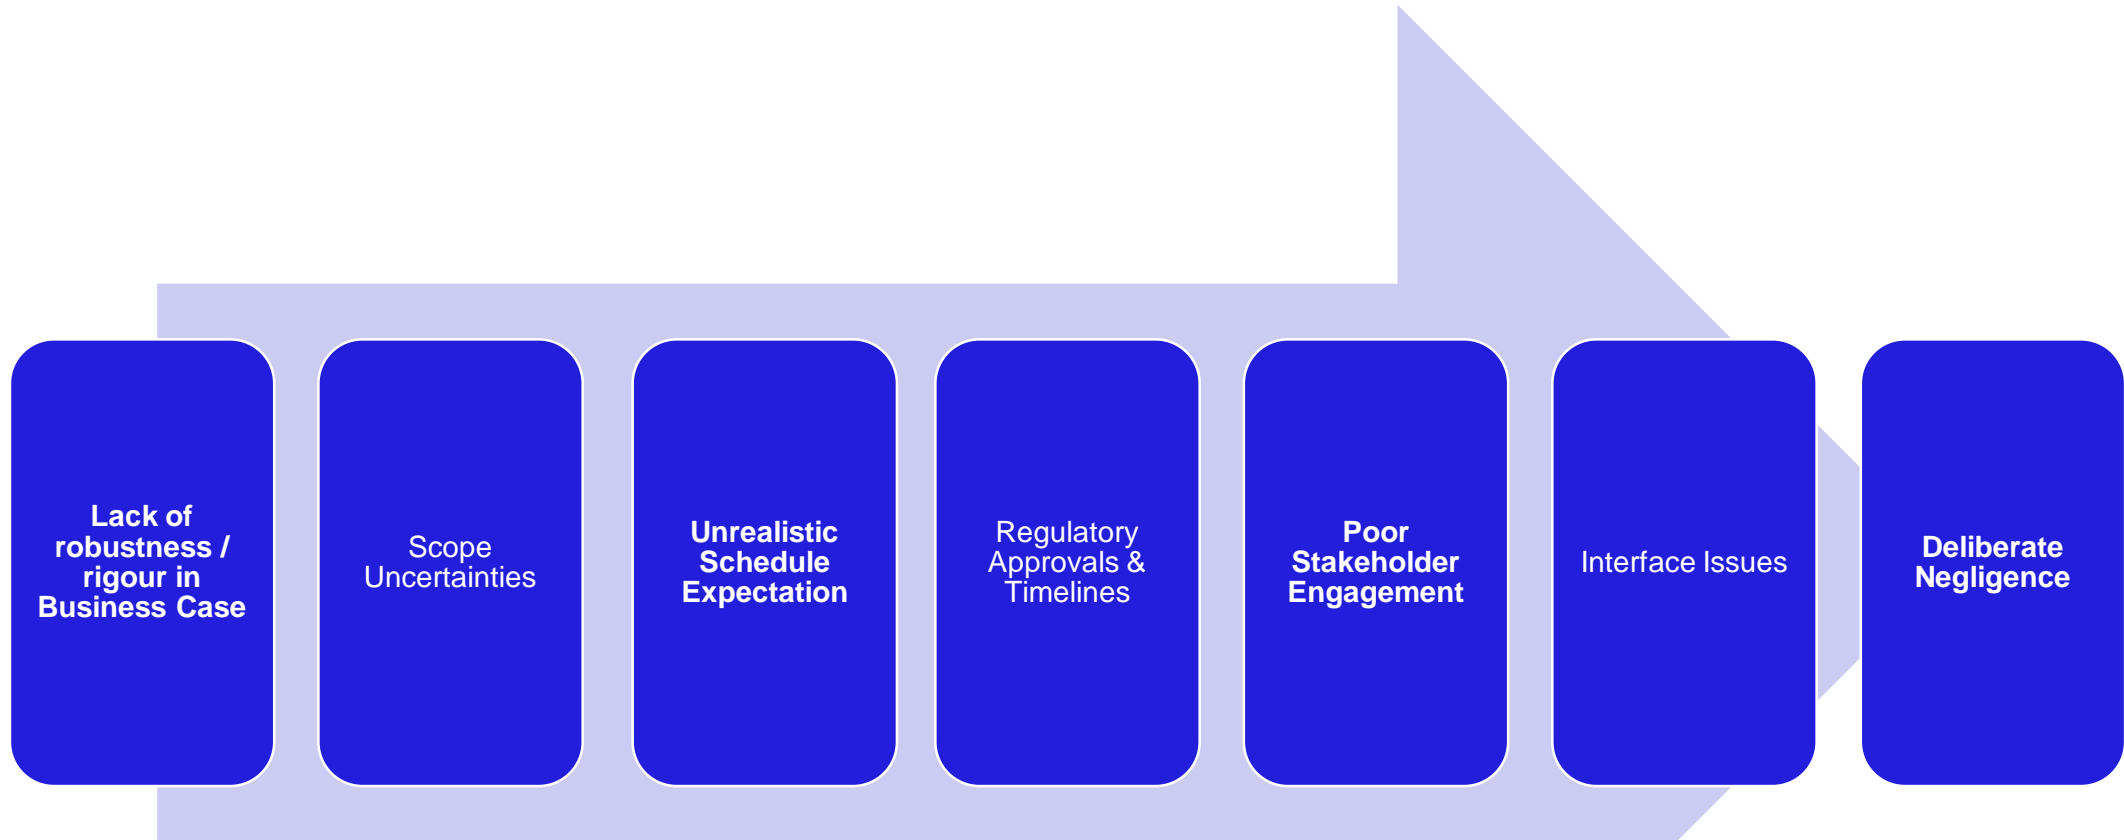 Lack of
robustness /
rigour in
Business Case
Scope
Uncertainties
Unrealistic
Schedule
Expectation
Regulatory
Approvals &
Timelines
Poor
Stakeholder
Engagement
Interface Issues
Deliberate
Negligence